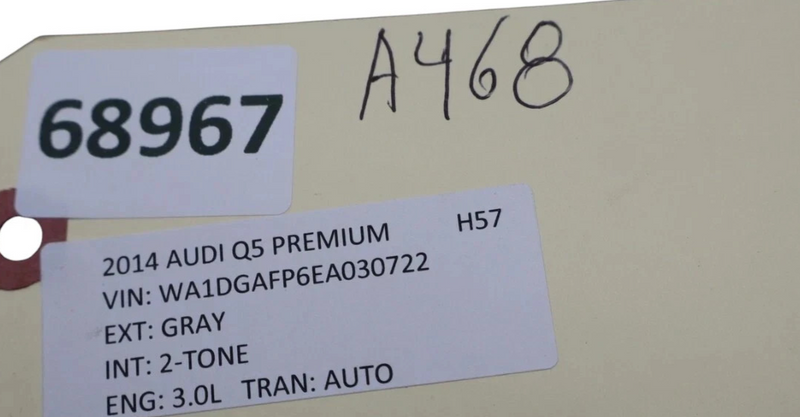 A468
68967
2014 AUDI Q5 PREMIUM H57
VIN: WA1DGAFP6EA030722
EXT: GRAY
INT: 2-TONE
ENG: 3.0L TRAN: AUTO